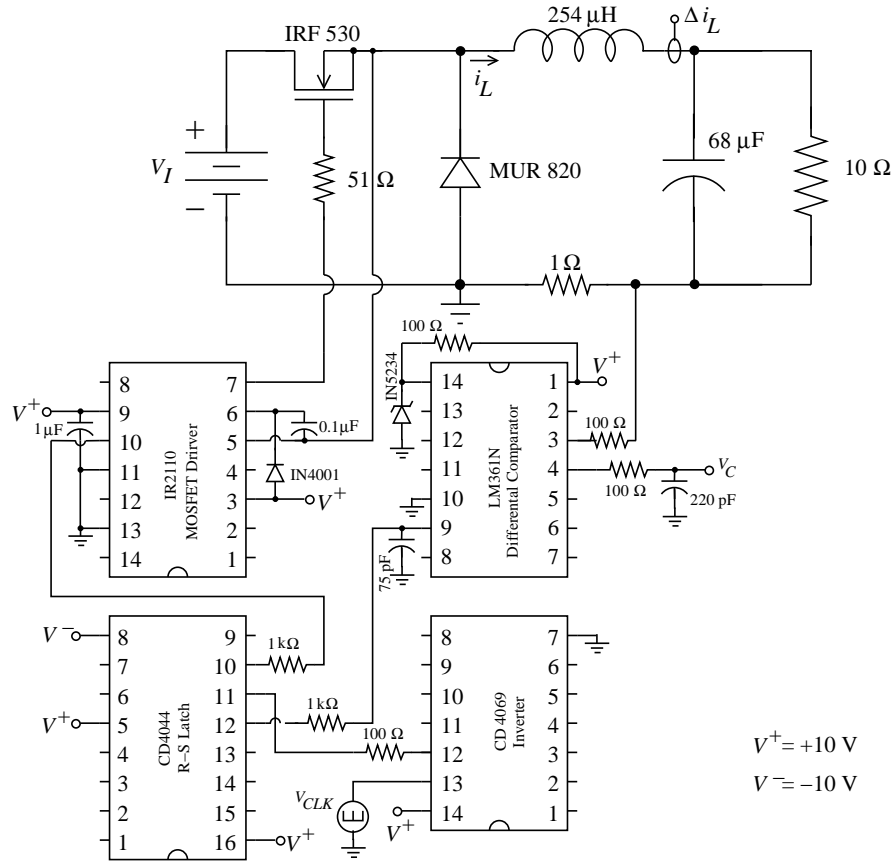 IRF 530
254 μH
Δ i_L
i_L
+
V_I
−
51 Ω
MUR 820
68 μF
10 Ω
1 Ω
100 Ω
V^+
IN5234
8
9
10
11
12
13
14
7
6
5
4
3
2
1
IR2110
MOSFET Drirver
V^+
1 μF
0.1μF
IN4001
V^+
14
13
12
11
10
9
8
1
2
3
4
5
6
7
LM361N
Differental Comparator
100 Ω
100 Ω
V_C
220 pF
75 pF
V^−
V^+
8
7
6
5
4
3
2
1
9
10
11
12
13
14
15
16
CD4044
R−S Latch
1 kΩ
1 kΩ
100 Ω
V^+
V_CLK
V^+
8
9
10
11
12
13
14
7
6
5
4
3
2
1
CD 4069
Inverter
V^+ = +10 V
V^− = −10 V